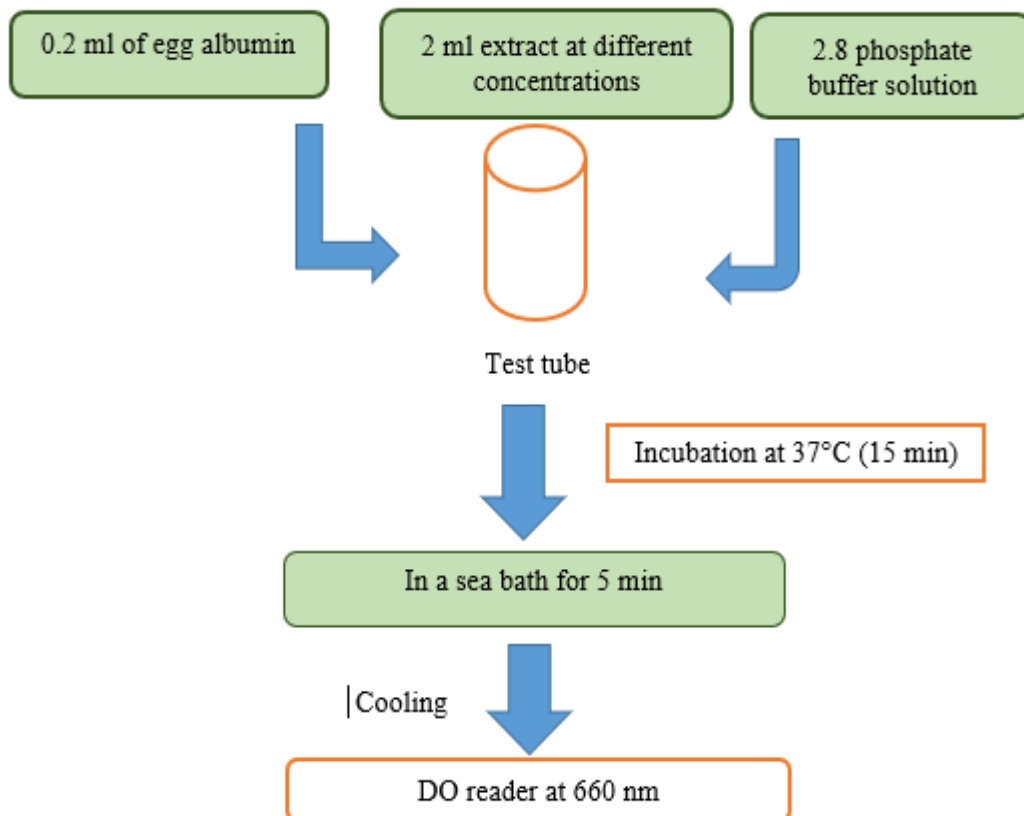 0.2 ml of egg albumin
2 ml extract at different
concentrations
2.8 phosphate
buffer solution
Test tube
Incubation at 37°C (15 min)
In a sea bath for 5 min
Cooling
DO reader at 660 nm